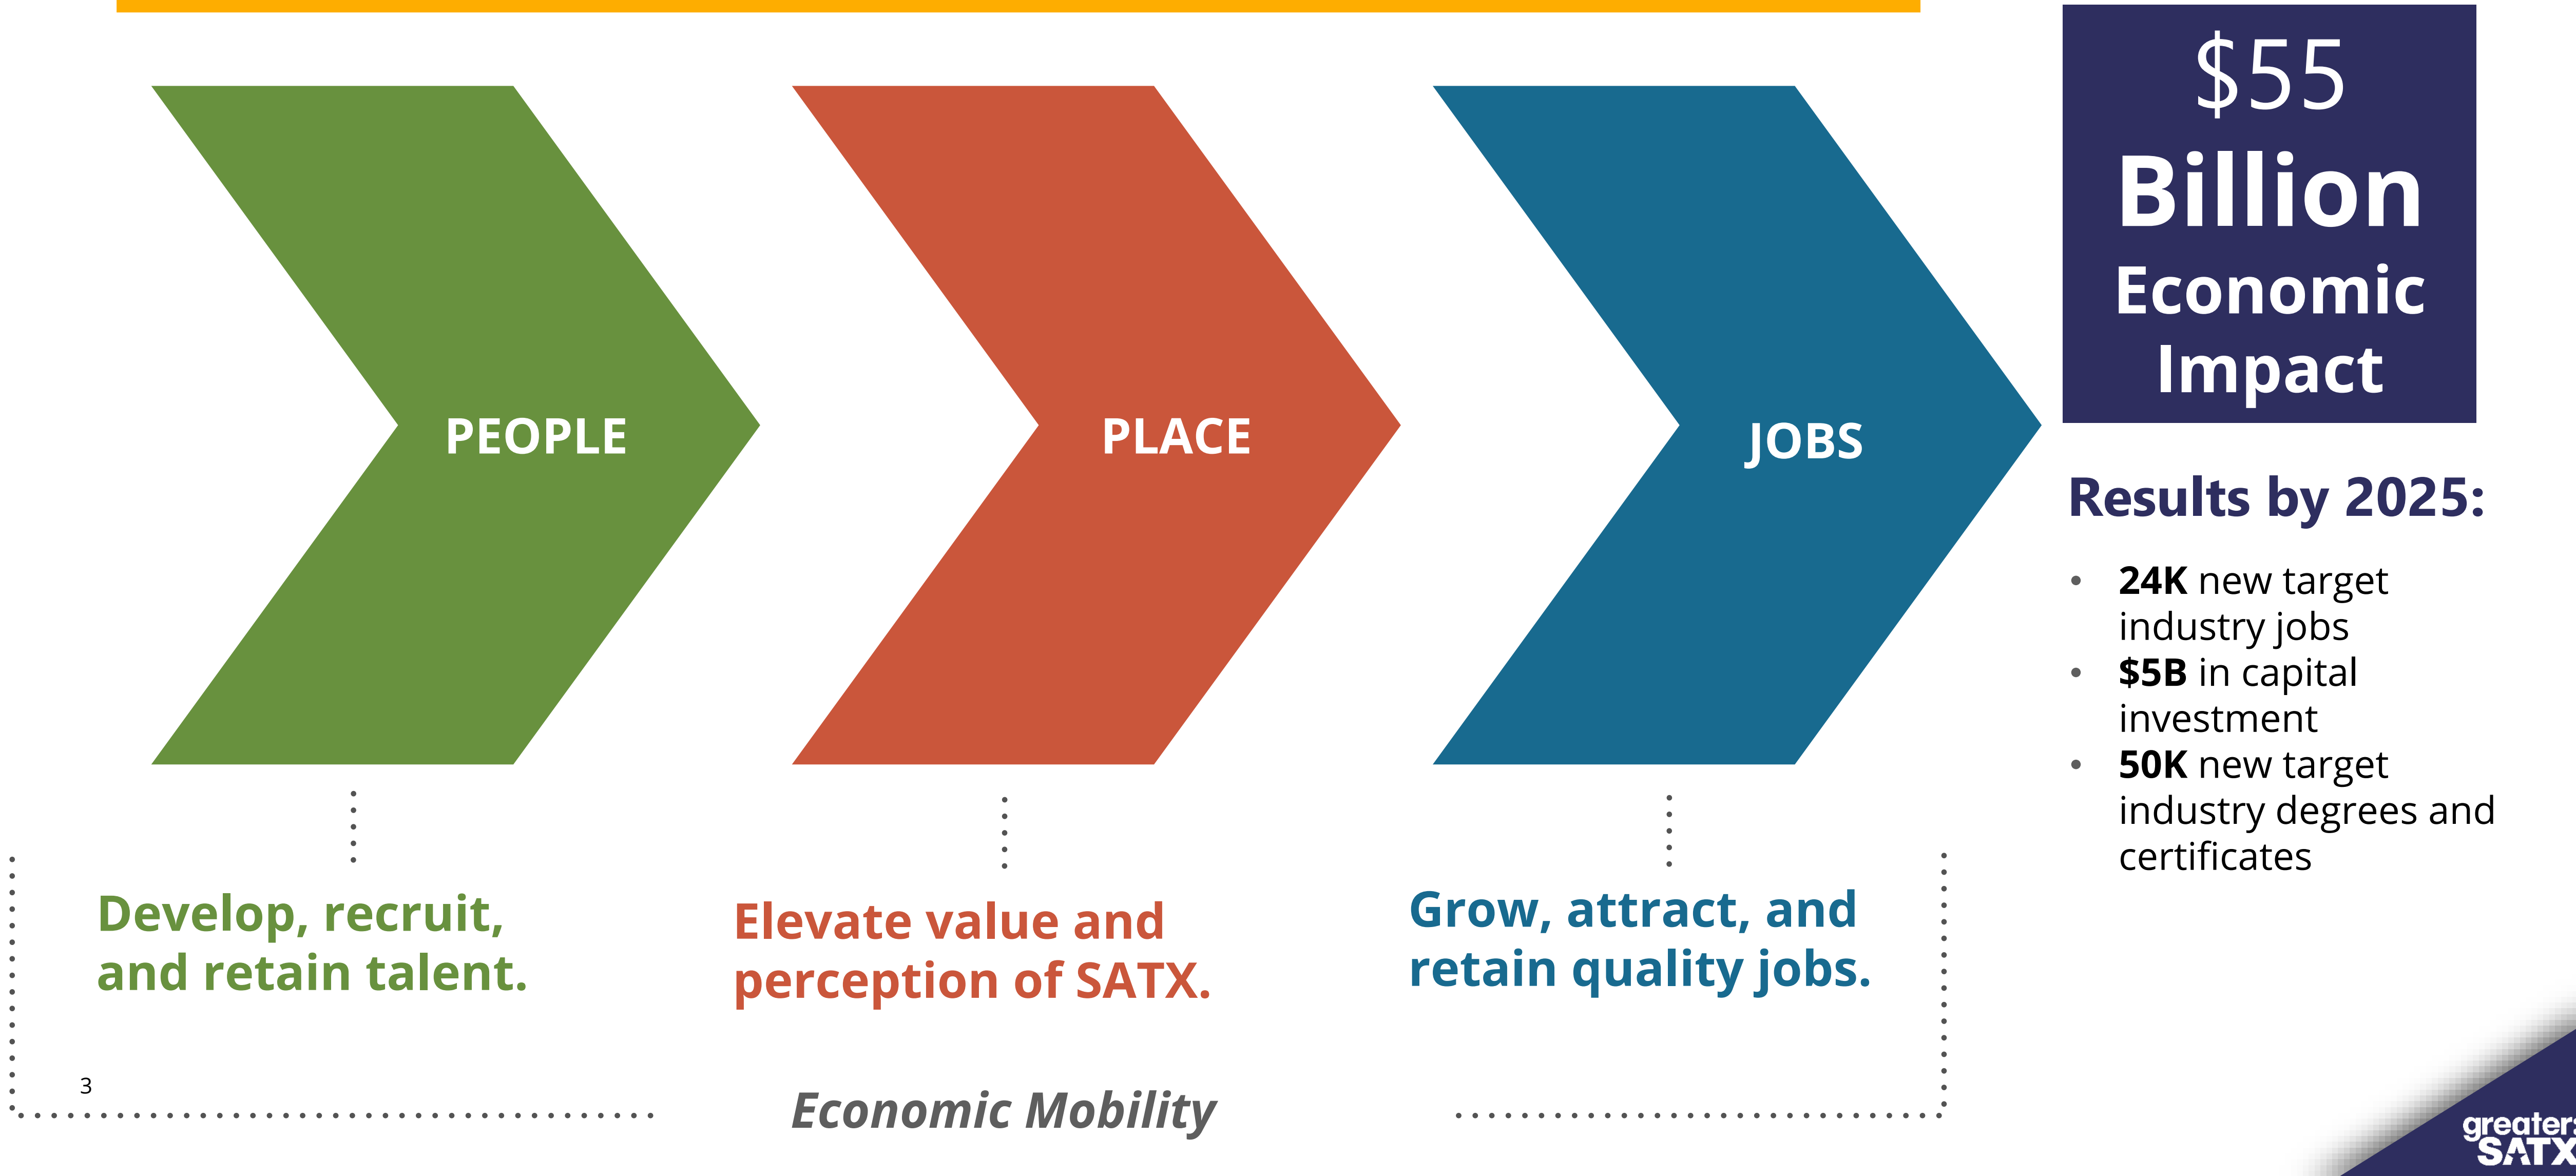 PEOPLE
PLACE
JOBS
$55
Billion
Economic
Impact
Results by 2025:
• 24K new target
industry jobs
• $5B in capital
investment
• 50K new target
industry degrees and
certificates
Develop, recruit,
and retain talent.
Elevate value and
perception of SATX.
Grow, attract, and
retain quality jobs.
3
Economic Mobility
greater:
SATX